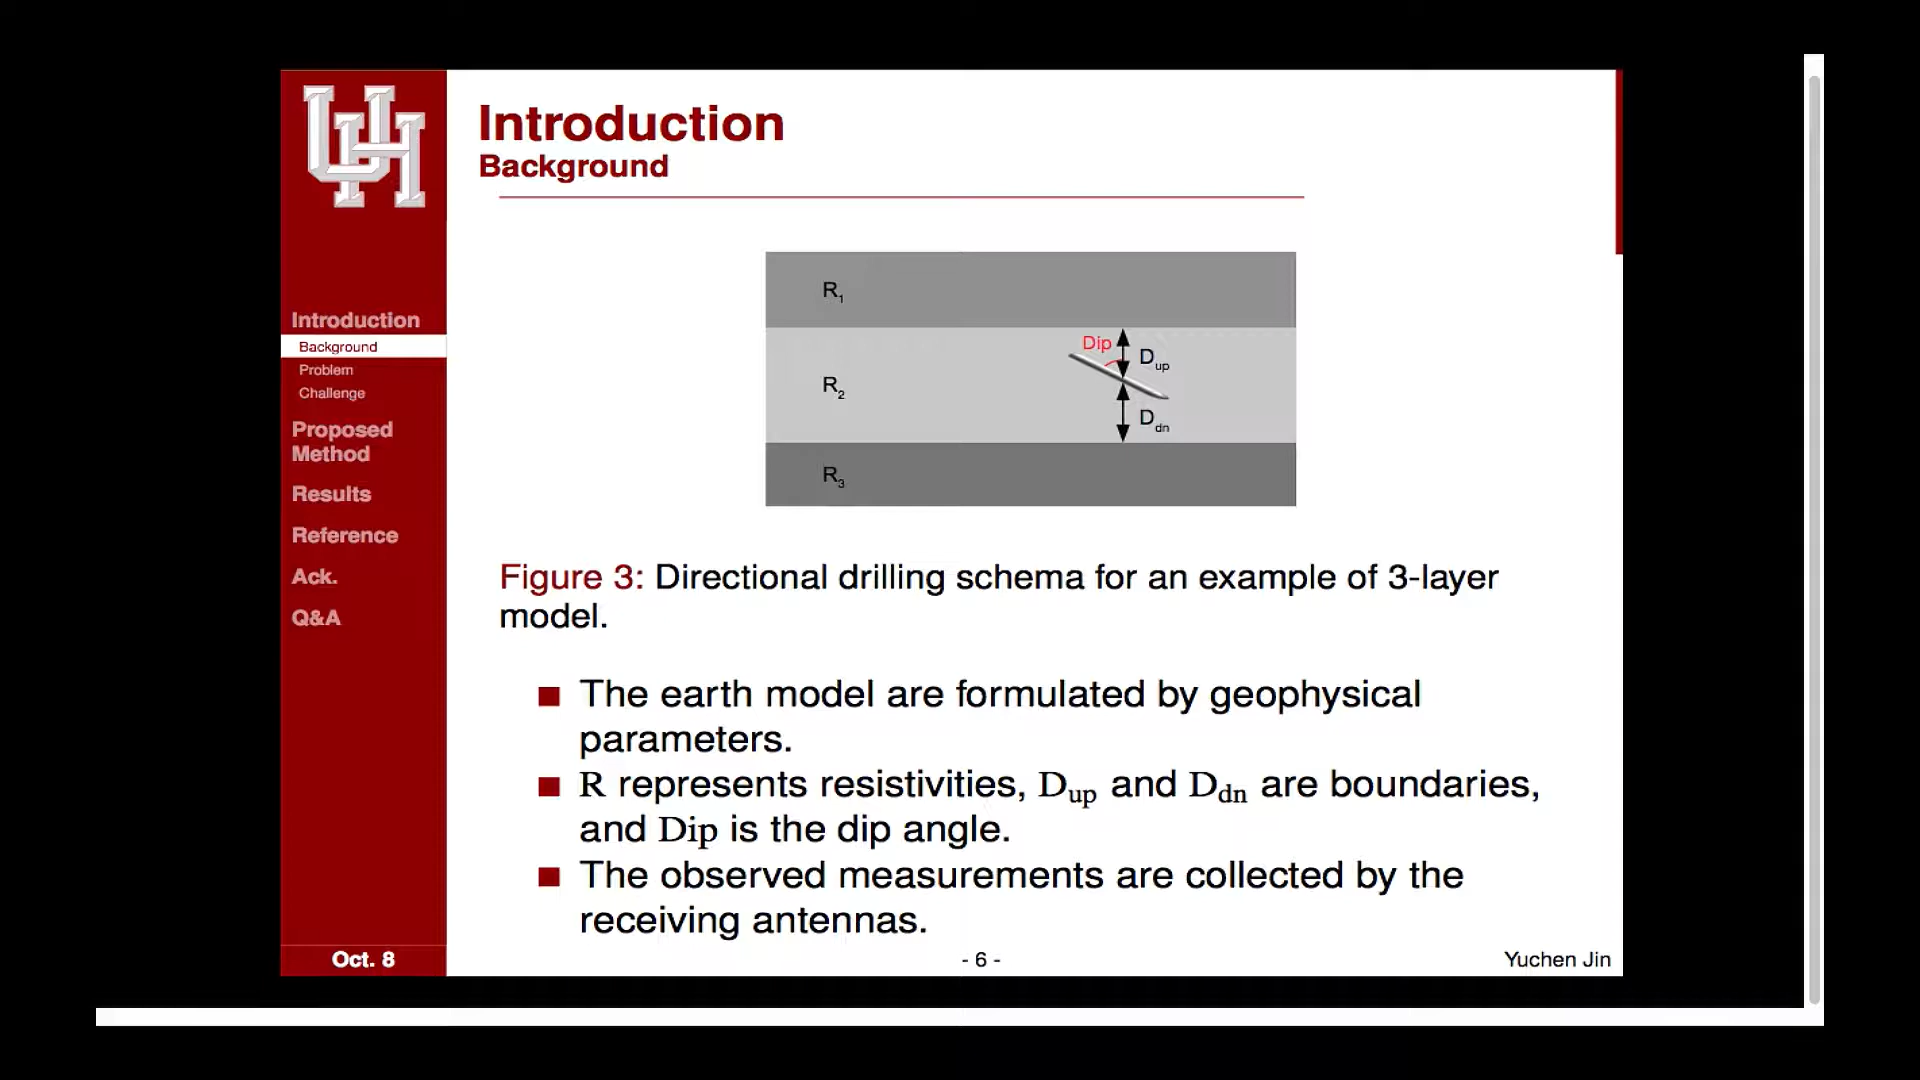 UH
Introduction
Background
Problem
Challenge
Proposed
Method
Results
Reference
Ack.
Q&A
Oct. 8
Introduction
Background
R1
Dip
Dup
R2
Ddn
R3
Figure 3: Directional drilling schema for an example of 3-layer
model.
The earth model are formulated by geophysical
parameters.
R represents resistivities, Dup and Ddn are boundaries,
and Dip is the dip angle.
The observed measurements are collected by the
receiving antennas.
- 6 -
Yuchen Jin